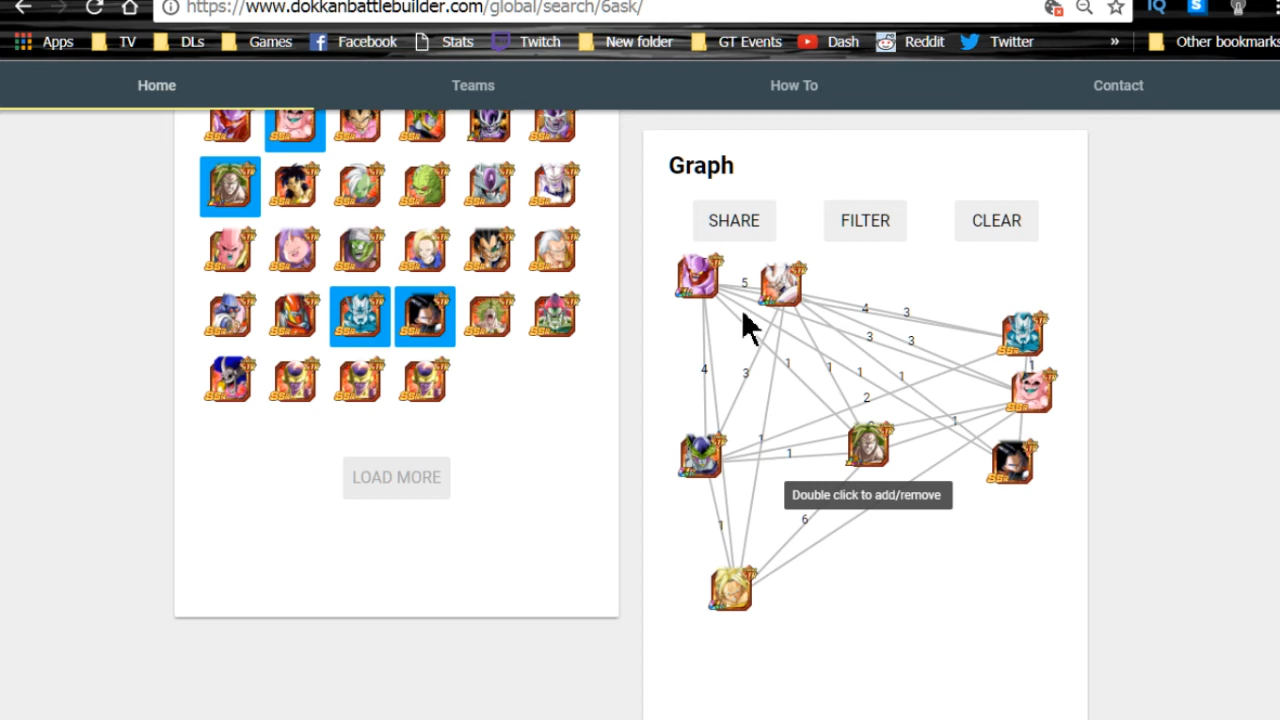 https://www.dokkanbattlebuilder.com/global/search/6ask/
Apps TV DLs Games Facebook Stats Twitch New folder GT Events Dash Reddit Twitter » Other bookmarks
Home Teams How To Contact
Graph
SHARE FILTER CLEAR
5
4
3
3
3
1
4
3
1
1
1
1
2
1
1
1
Double click to add/remove
6
1
LOAD MORE